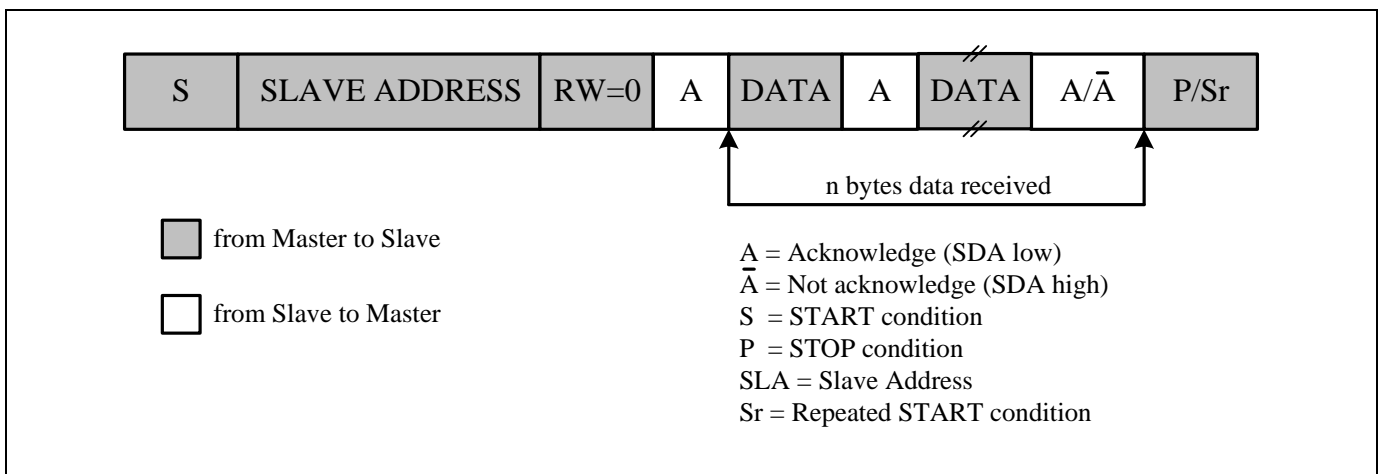 S SLAVE ADDRESS RW=0 A DATA A DATA A/Ā P/Sr
n bytes data received
from Master to Slave
from Slave to Master
A = Acknowledge (SDA low)
Ā = Not acknowledge (SDA high)
S = START condition
P = STOP condition
SLA = Slave Address
Sr = Repeated START condition